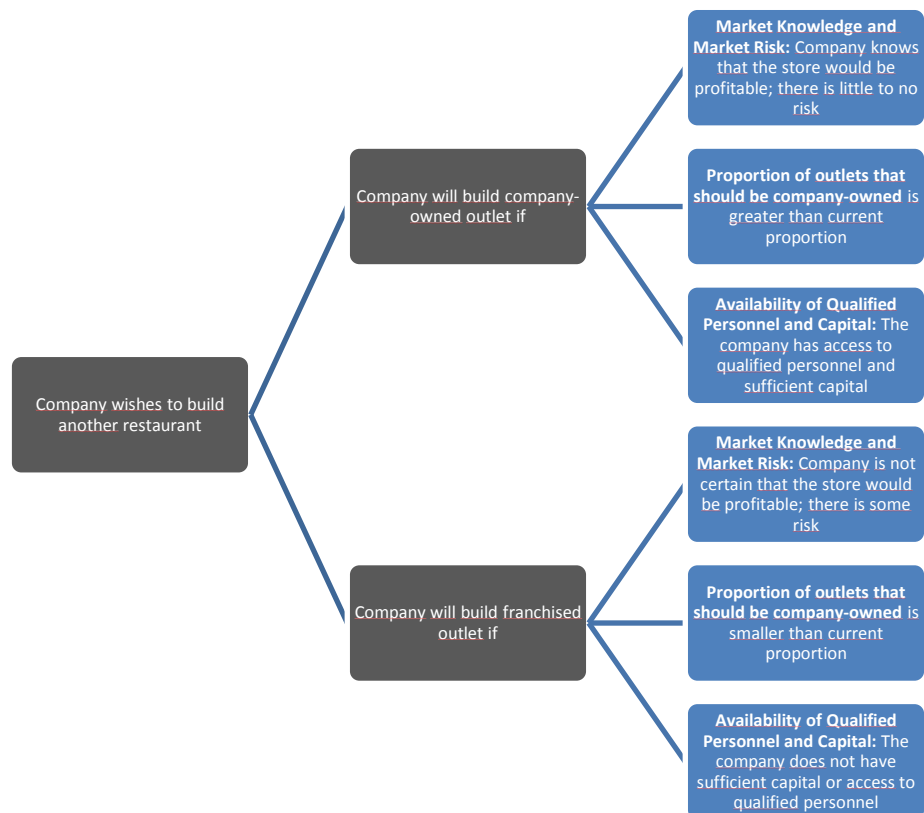 Company wishes to build
another restaurant
Company will build company-
owned outlet if
Market Knowledge and
Market Risk: Company knows
that the store would be
profitable; there is little to no
risk
Proportion of outlets that
should be company-owned is
greater than current
proportion
Availability of Qualified
Personnel and Capital: The
company has access to
qualified personnel and
sufficient capital
Company will build franchised
outlet if
Market Knowledge and
Market Risk: Company is not
certain that the store would
be profitable; there is some
risk
Proportion of outlets that
should be company-owned is
smaller than current
proportion
Availability of Qualified
Personnel and Capital: The
company does not have
sufficient capital or access to
qualified personnel